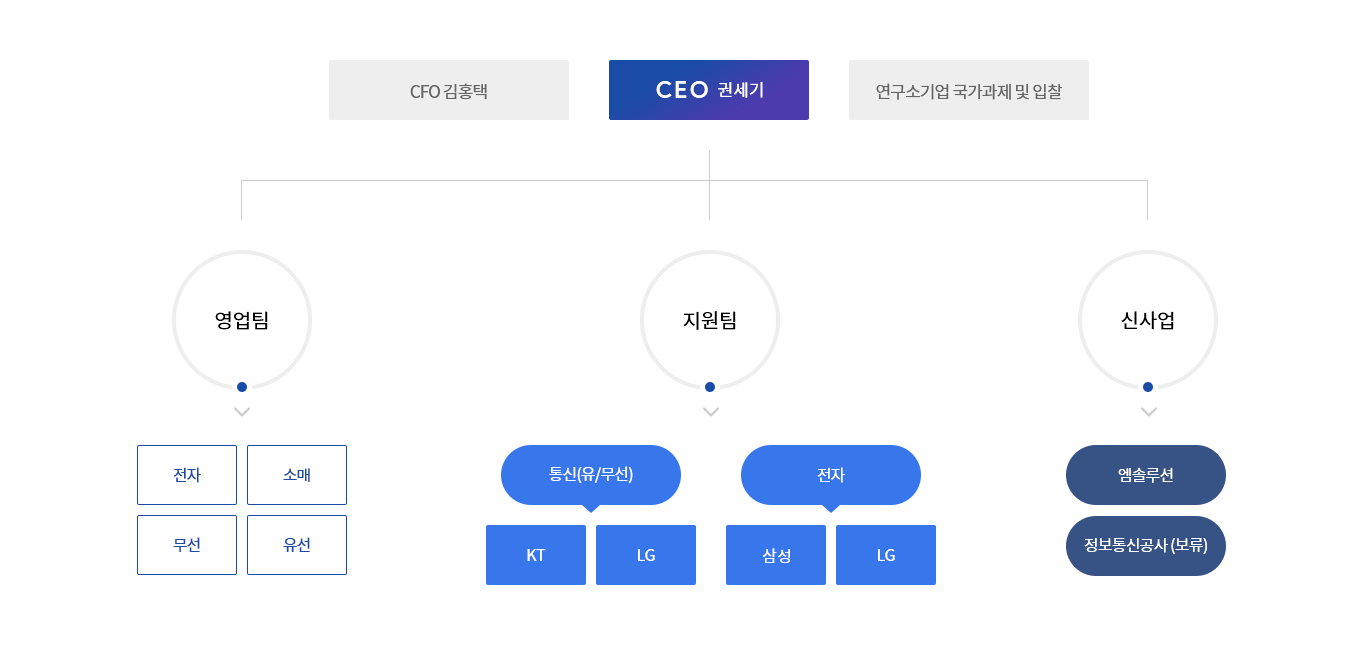 CFO 김홍택
CEO 권세기
연구소기업 국가과제 및 입찰
영업팀
지원팀
신사업
전자
소매
무선
유선
통신(유/무선)
전자
KT
LG
삼성
LG
엠솔루션
정보통신공사 (보류)